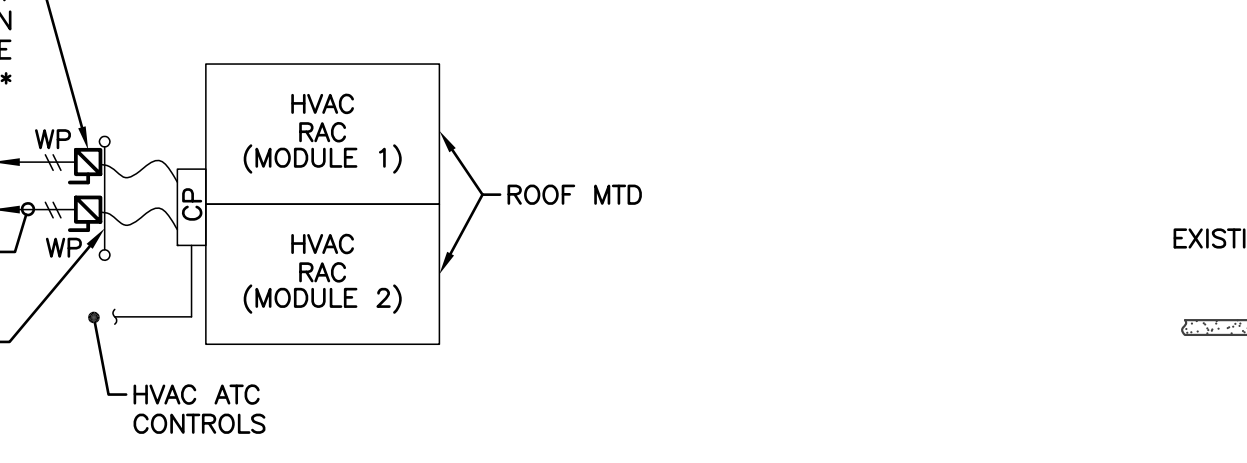 N
E
*
WP
WP
CP
HVAC
RAC
(MODULE 1)
HVAC
RAC
(MODULE 2)
ROOF MTD
HVAC ATC
CONTROLS
EXISTI